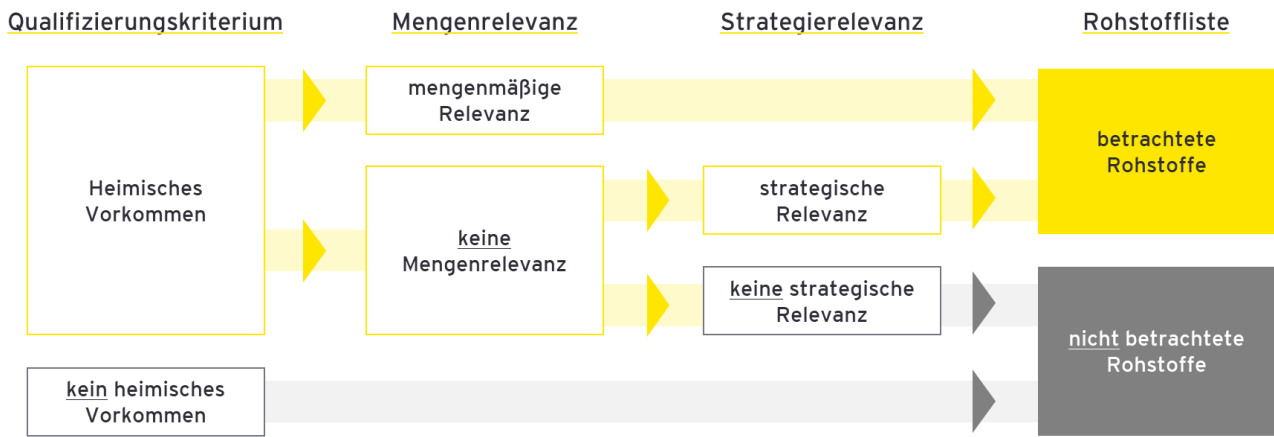 Qualifizierungskriterium
Mengenrelevanz
Strategierelevanz
Rohstoffliste
Heimisches
Vorkommen
mengenmäßige
Relevanz
keine
Mengenrelevanz
strategische
Relevanz
keine strategische
Relevanz
betrachtete
Rohstoffe
kein heimisches
Vorkommen
nicht betrachtete
Rohstoffe